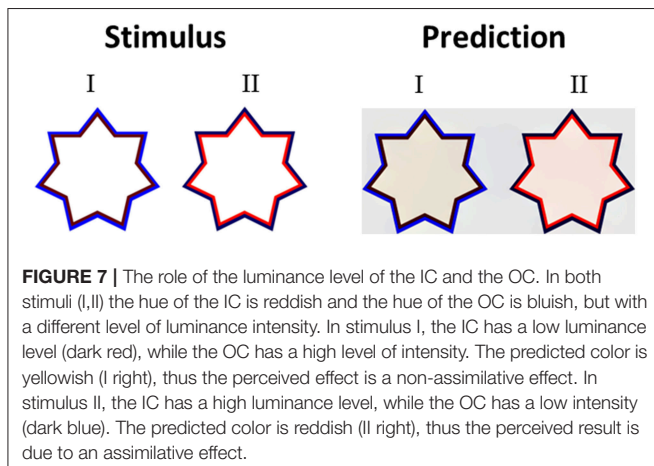 Stimulus Prediction
I II I II
FIGURE 7 | The role of the luminance level of the IC and the OC. In both
stimuli (I,II) the hue of the IC is reddish and the hue of the OC is bluish, but with
a different level of luminance intensity. In stimulus I, the IC has a low luminance
level (dark red), while the OC has a high level of intensity. The predicted color is
yellowish (I right), thus the perceived effect is a non-assimilative effect. In
stimulus II, the IC has a high luminance level, while the OC has a low intensity
(dark blue). The predicted color is reddish (II right), thus the perceived result is
due to an assimilative effect.